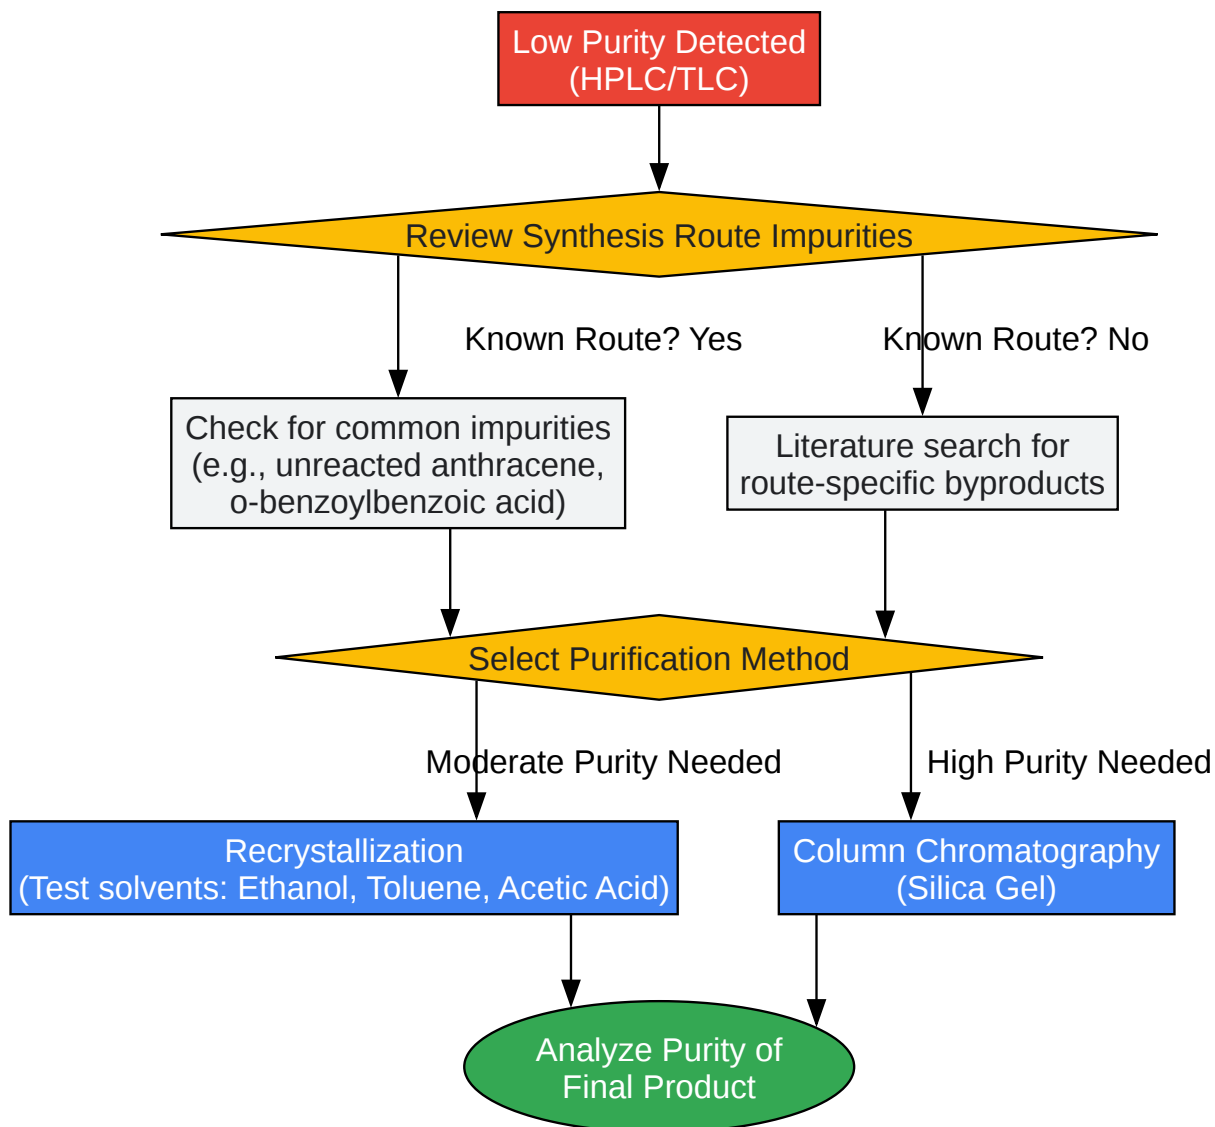 Low Purity Detected
(HPLC/TLC)
Review Synthesis Route Impurities
Known Route? Yes
Known Route? No
Check for common impurities
(e.g., unreacted anthracene,
o-benzoylbenzoic acid)
Literature search for
route-specific byproducts
Select Purification Method
Moderate Purity Needed
High Purity Needed
Recrystallization
(Test solvents: Ethanol, Toluene, Acetic Acid)
Column Chromatography
(Silica Gel)
Analyze Purity of
Final Product